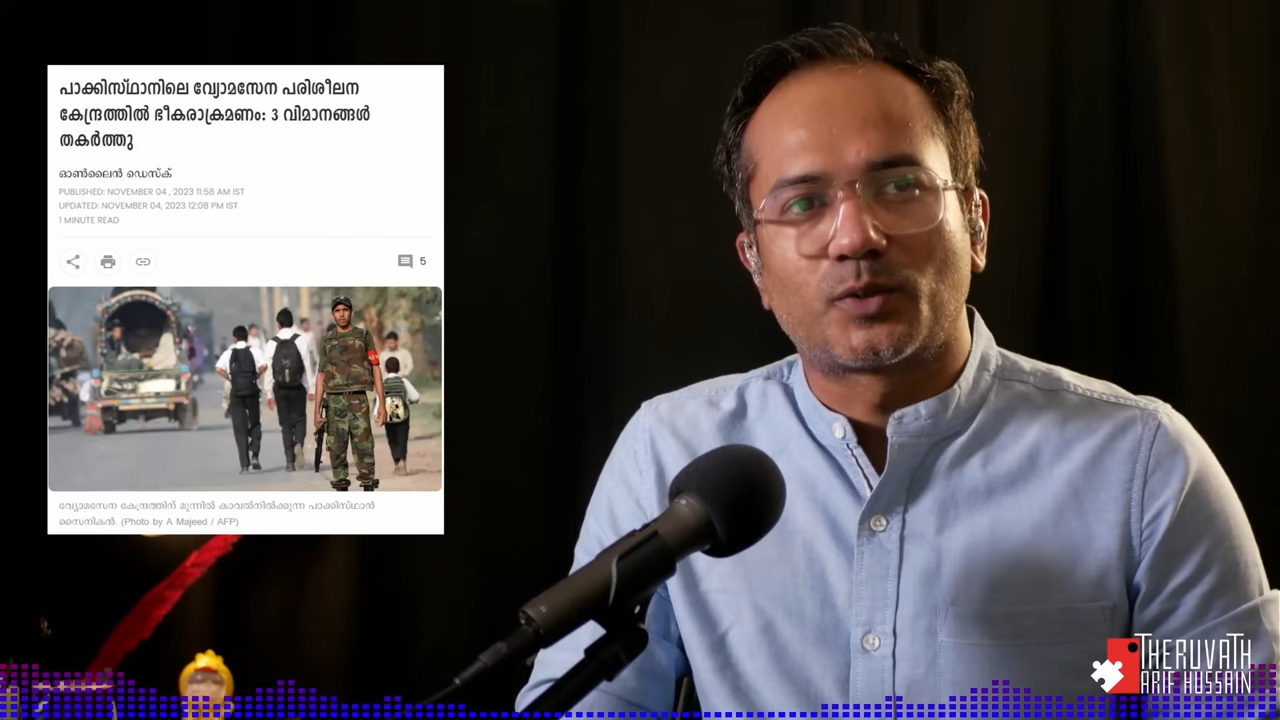 പാക്കിസ്ഥാനിലെ വ്യോമസേന പരിശീലന
കേന്ദ്രത്തിൽ ഭീകരാക്രമണം: 3 വിമാനങ്ങൾ
തകർത്തു
ഓൺലൈൻ ഡെസ്ക്
PUBLISHED: NOVEMBER 04 , 2023 11:58 AM IST
UPDATED: NOVEMBER 04, 2023 12:08 PM IST
1 MINUTE READ
5
വ്യോമസേന കേന്ദ്രത്തിന് മുന്നിൽ കാവൽനിൽക്കുന്ന പാക്കിസ്ഥാൻ
സൈനികൻ. (Photo by A Majeed / AFP)
THERUVATH
ARIF HUSSAIN